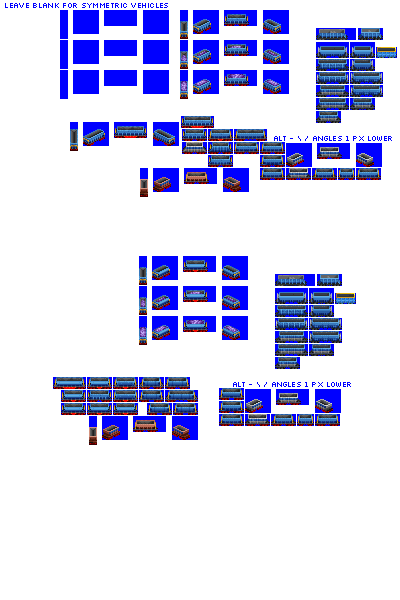 LEAVE BLANK FOR SYMMETRIC VEHICLES
ALT - \ / ANGLES 1 PX LOWER
ALT - \ / ANGLES 1 PX LOWER